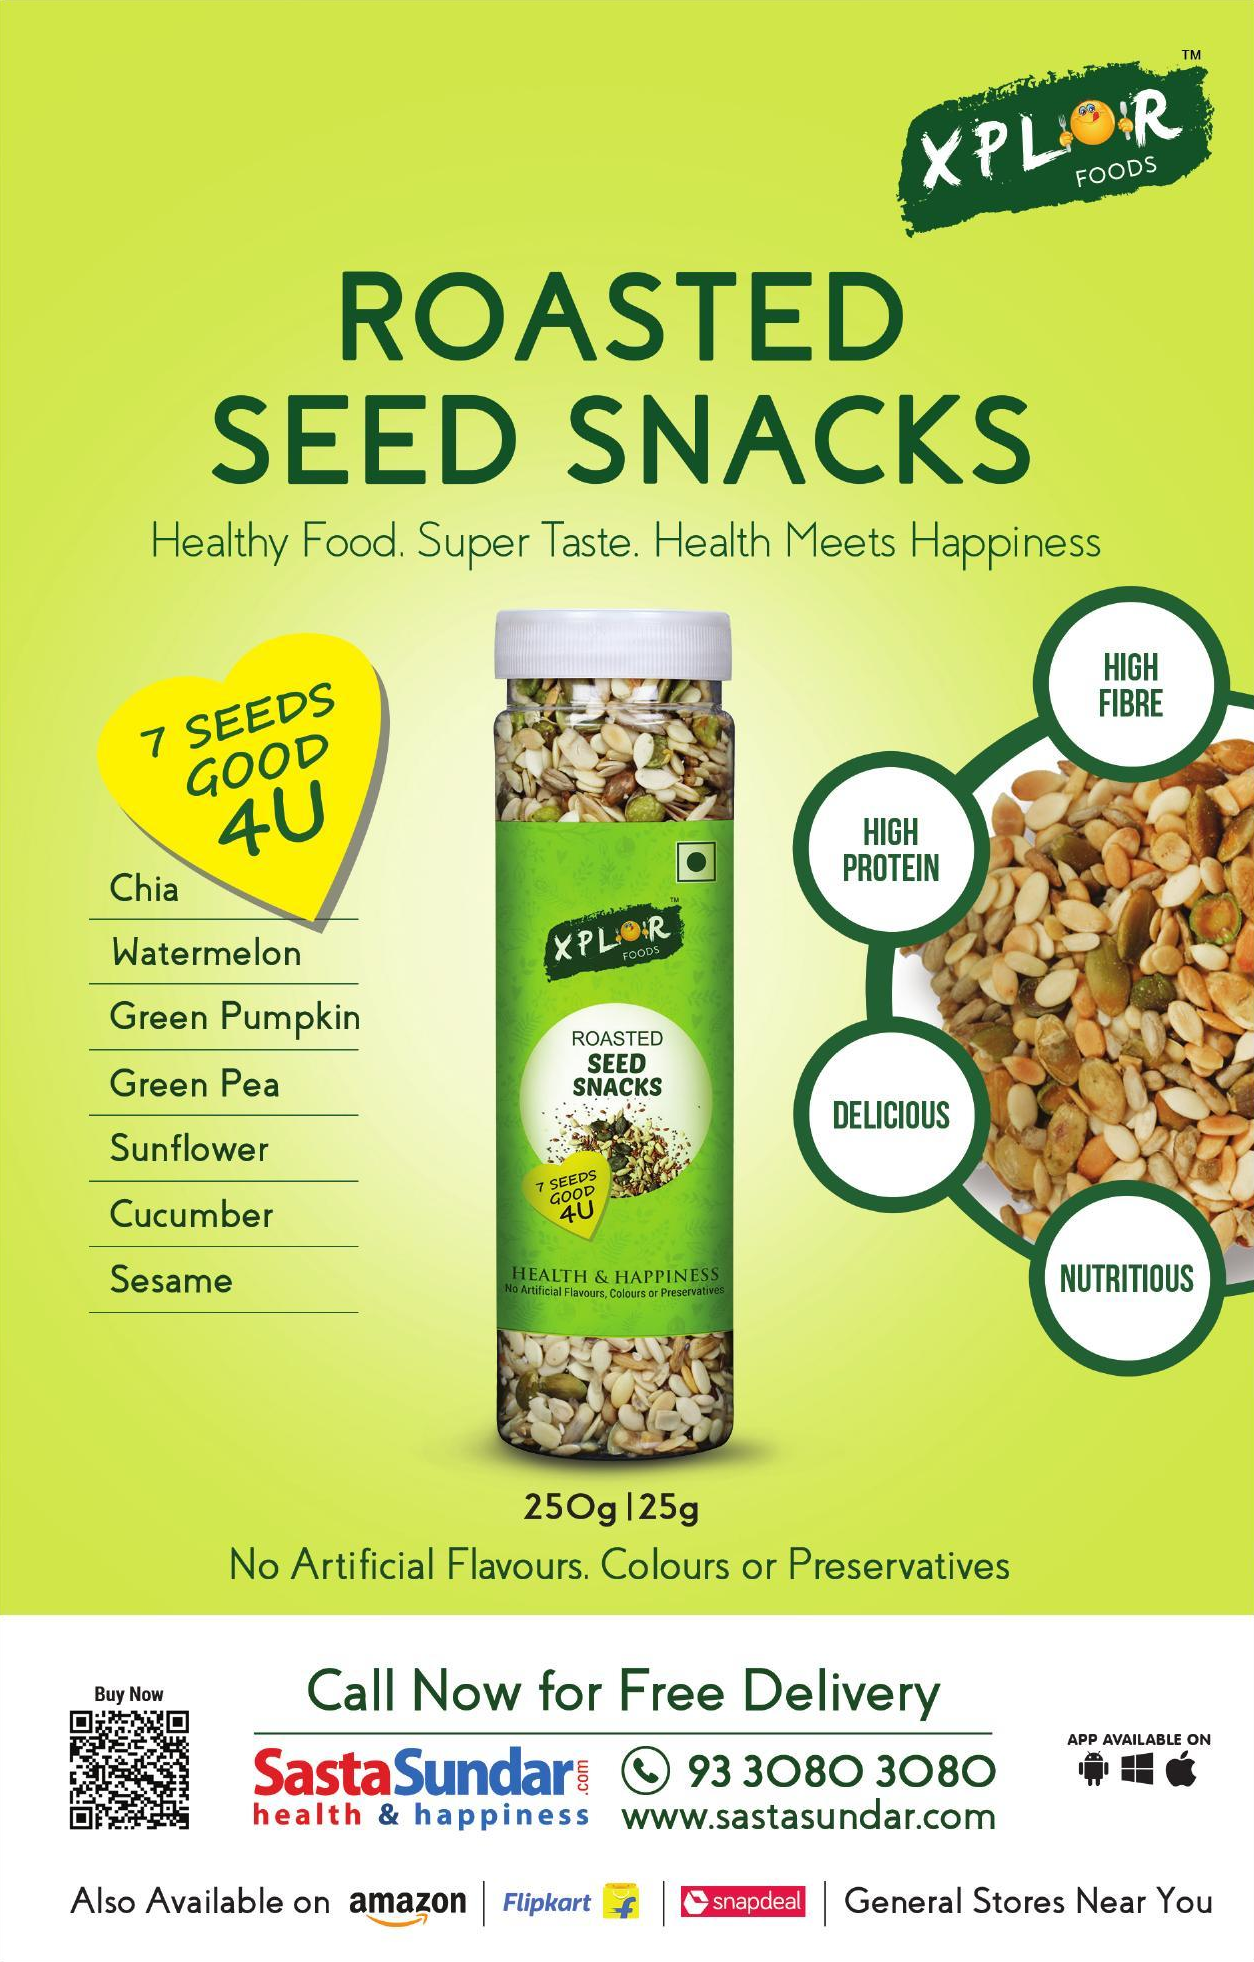 TM
XPLOR
FOODS
ROASTED
SEED SNACKS
Healthy Food. Super Taste. Health Meets Happiness
7 SEEDS
GOOD
4U
Chia
Watermelon
Green Pumpkin
Green Pea
Sunflower
Cucumber
Sesame
TM
XPLOR
FOODS
ROASTED
SEED
SNACKS
7 SEEDS
GOOD
4U
HEALTH & HAPPINESS
No Artificial Flavours, Colours or Preservatives
HIGH
FIBRE
HIGH
PROTEIN
DELICIOUS
NUTRITIOUS
250g|25g
No Artificial Flavours. Colours or Preservatives
Buy Now
Call Now for Free Delivery
SastaSundar.com
health & happiness
93 3080 3080
www.sastasundar.com
APP AVAILABLE ON
Also Available on amazon | Flipkart | snapdeal | General Stores Near You